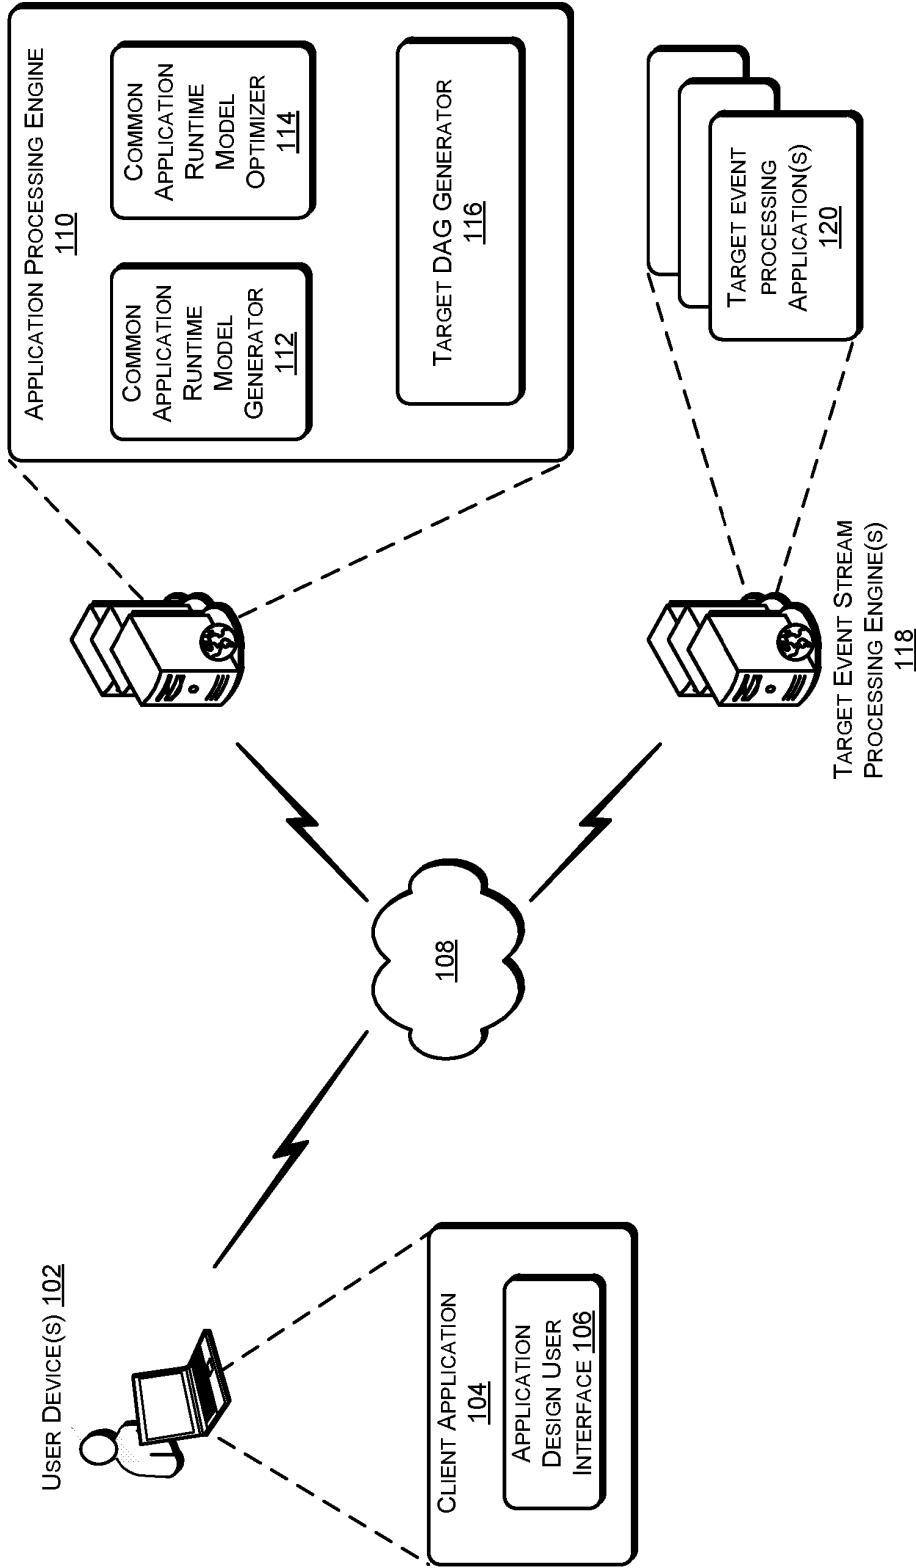 USER DEVICE(S) 102
CLIENT APPLICATION
104
APPLICATION
DESIGN USER
INTERFACE 106
108
APPLICATION PROCESSING ENGINE
110
COMMON
APPLICATION
RUNTIME
MODEL
GENERATOR
112
COMMON
APPLICATION
RUNTIME
MODEL
OPTIMIZER
114
TARGET DAG GENERATOR
116
TARGET EVENT STREAM
PROCESSING ENGINE(S)
118
TARGET EVENT
PROCESSING
APPLICATION(S)
120